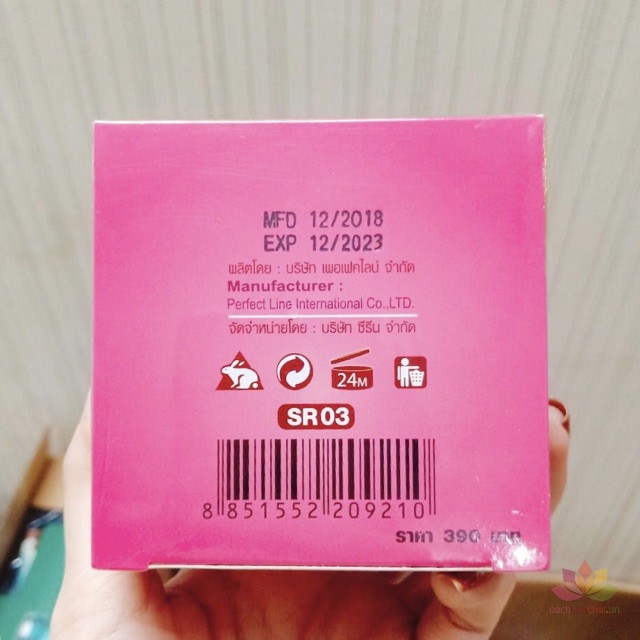 MFD 12/2018
EXP 12/2023
ผลิตโดย : บริษัท เพอเฟคไลน์ จำกัด
Manufacturer :
Perfect Line International Co.,LTD.
จัดจำหน่ายโดย : บริษัท ซีรีน จำกัด
24M
SR03
8 851552 209210
ราคา 390 บาท